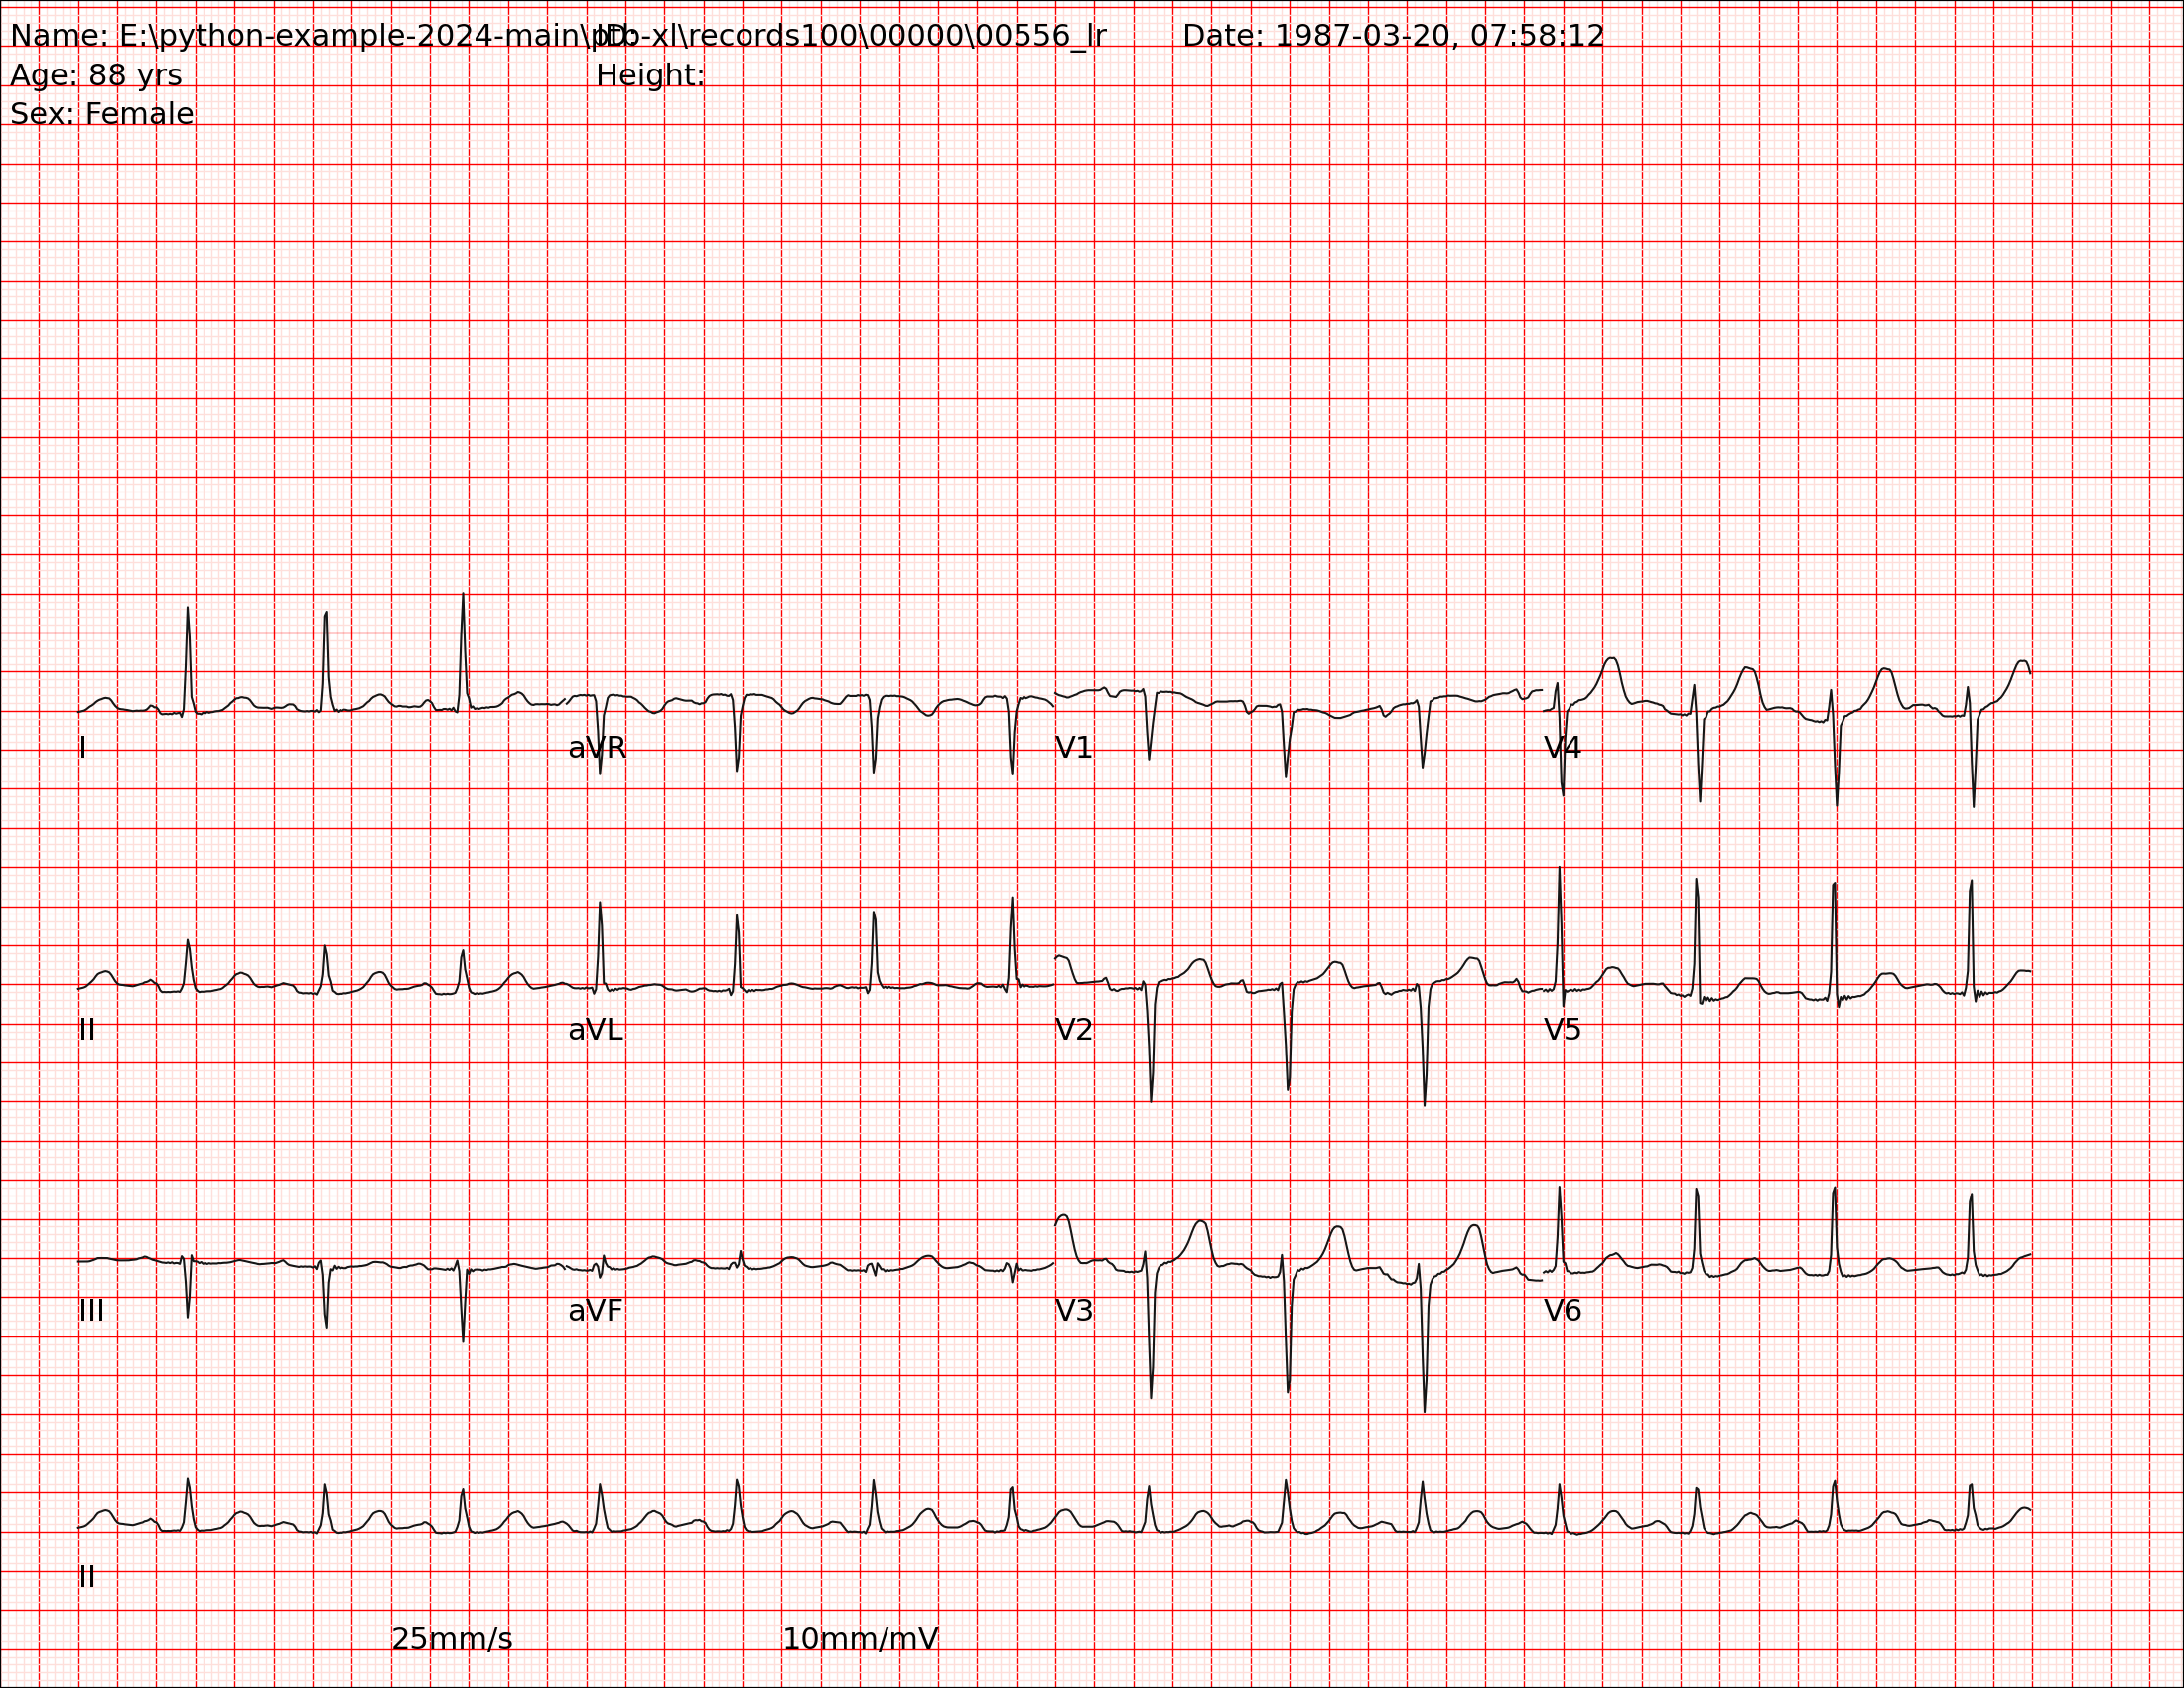 Name: E:\python-example-2024-main\ptb-xl\records100\00000\00556_lr ID: Date: 1987-03-20, 07:58:12
Age: 88 yrs Height:
Sex: Female
I aVR V1 V4
II aVL V2 V5
III aVF V3 V6
II
25mm/s 10mm/mV